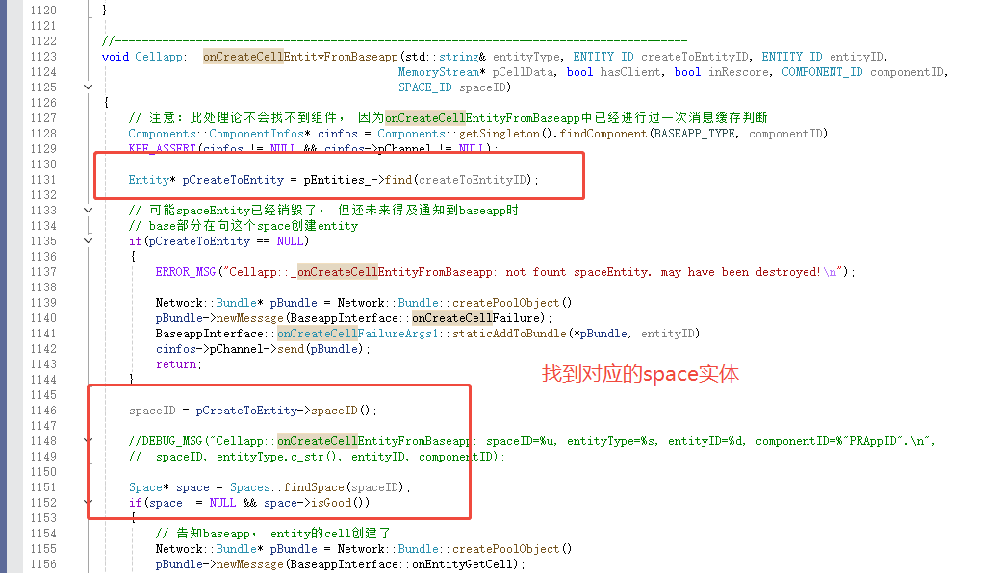 1120 }
1121
1122 //-------------------------------------------------------------------------------------
1123 void Cellapp::_onCreateCellEntityFromBaseapp(std::string& entityType, ENTITY_ID createToEntityID, ENTITY_ID entityID,
1124 MemoryStream* pCellData, bool hasClient, bool inRescore, COMPONENT_ID componentID,
1125 SPACE_ID spaceID)
1126 {
1127 // 注意：此处理论不会找不到组件， 因为onCreateCellEntityFromBaseapp中已经进行过一次消息缓存判断
1128 Components::ComponentInfos* cinfos = Components::getSingleton().findComponent(BASEAPP_TYPE, componentID);
1129 KBE_ASSERT(cinfos != NULL && cinfos->pChannel != NULL);
1130
1131 Entity* pCreateToEntity = pEntities_->find(createToEntityID);
1132
1133 // 可能spaceEntity已经销毁了， 但还未来得及通知到baseapp时
1134 // base部分在向这个space创建entity
1135 if(pCreateToEntity == NULL)
1136 {
1137 ERROR_MSG("Cellapp::_onCreateCellEntityFromBaseapp: not fount spaceEntity. may have been destroyed!\n");
1138
1139 Network::Bundle* pBundle = Network::Bundle::createPoolObject();
1140 pBundle->newMessage(BaseappInterface::onCreateCellFailure);
1141 BaseappInterface::onCreateCellFailureArgs1::staticAddToBundle(*pBundle, entityID);
1142 cinfos->pChannel->send(pBundle);
1143 return;
1144 }
找到对应的space实体
1145
1146 spaceID = pCreateToEntity->spaceID();
1147
1148 //DEBUG_MSG("Cellapp::_onCreateCellEntityFromBaseapp: spaceID=%u, entityType=%s, entityID=%d, componentID=%"PRAppID".\n",
1149 // spaceID, entityType.c_str(), entityID, componentID);
1150
1151 Space* space = Spaces::findSpace(spaceID);
1152 if(space != NULL && space->isGood())
1153 {
1154 // 告知baseapp， entity的cell创建了
1155 Network::Bundle* pBundle = Network::Bundle::createPoolObject();
1156 pBundle->newMessage(BaseappInterface::onEntityGetCell);